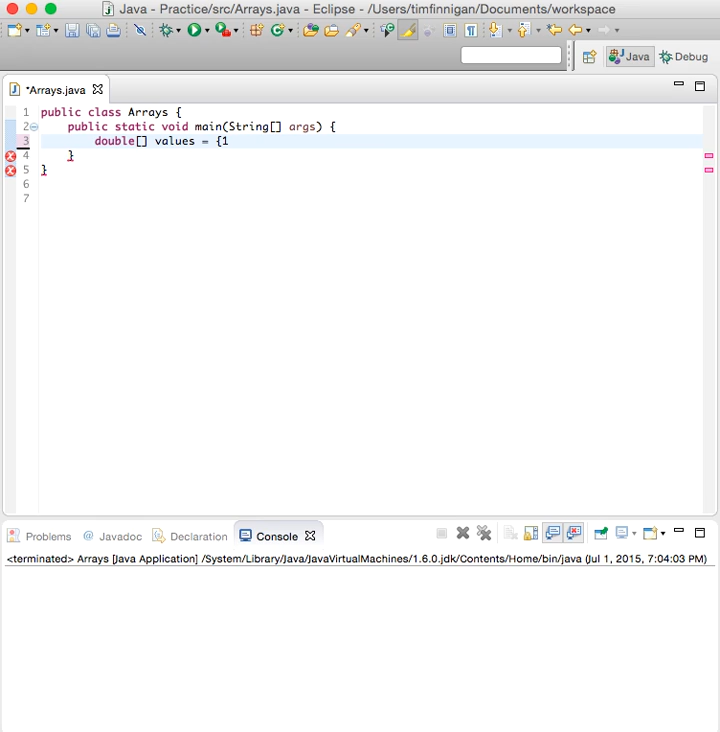 Java - Practice/src/Arrays.java - Eclipse - /Users/timfinnigan/Documents/workspace
Java Debug
*Arrays.java
1 public class Arrays {
2 public static void main(String[] args) {
3 double[] values = {1
4 }
5 }
6
7
Problems @ Javadoc Declaration Console
<terminated> Arrays [Java Application] /System/Library/Java/JavaVirtualMachines/1.6.0.jdk/Contents/Home/bin/java (Jul 1, 2015, 7:04:03 PM)